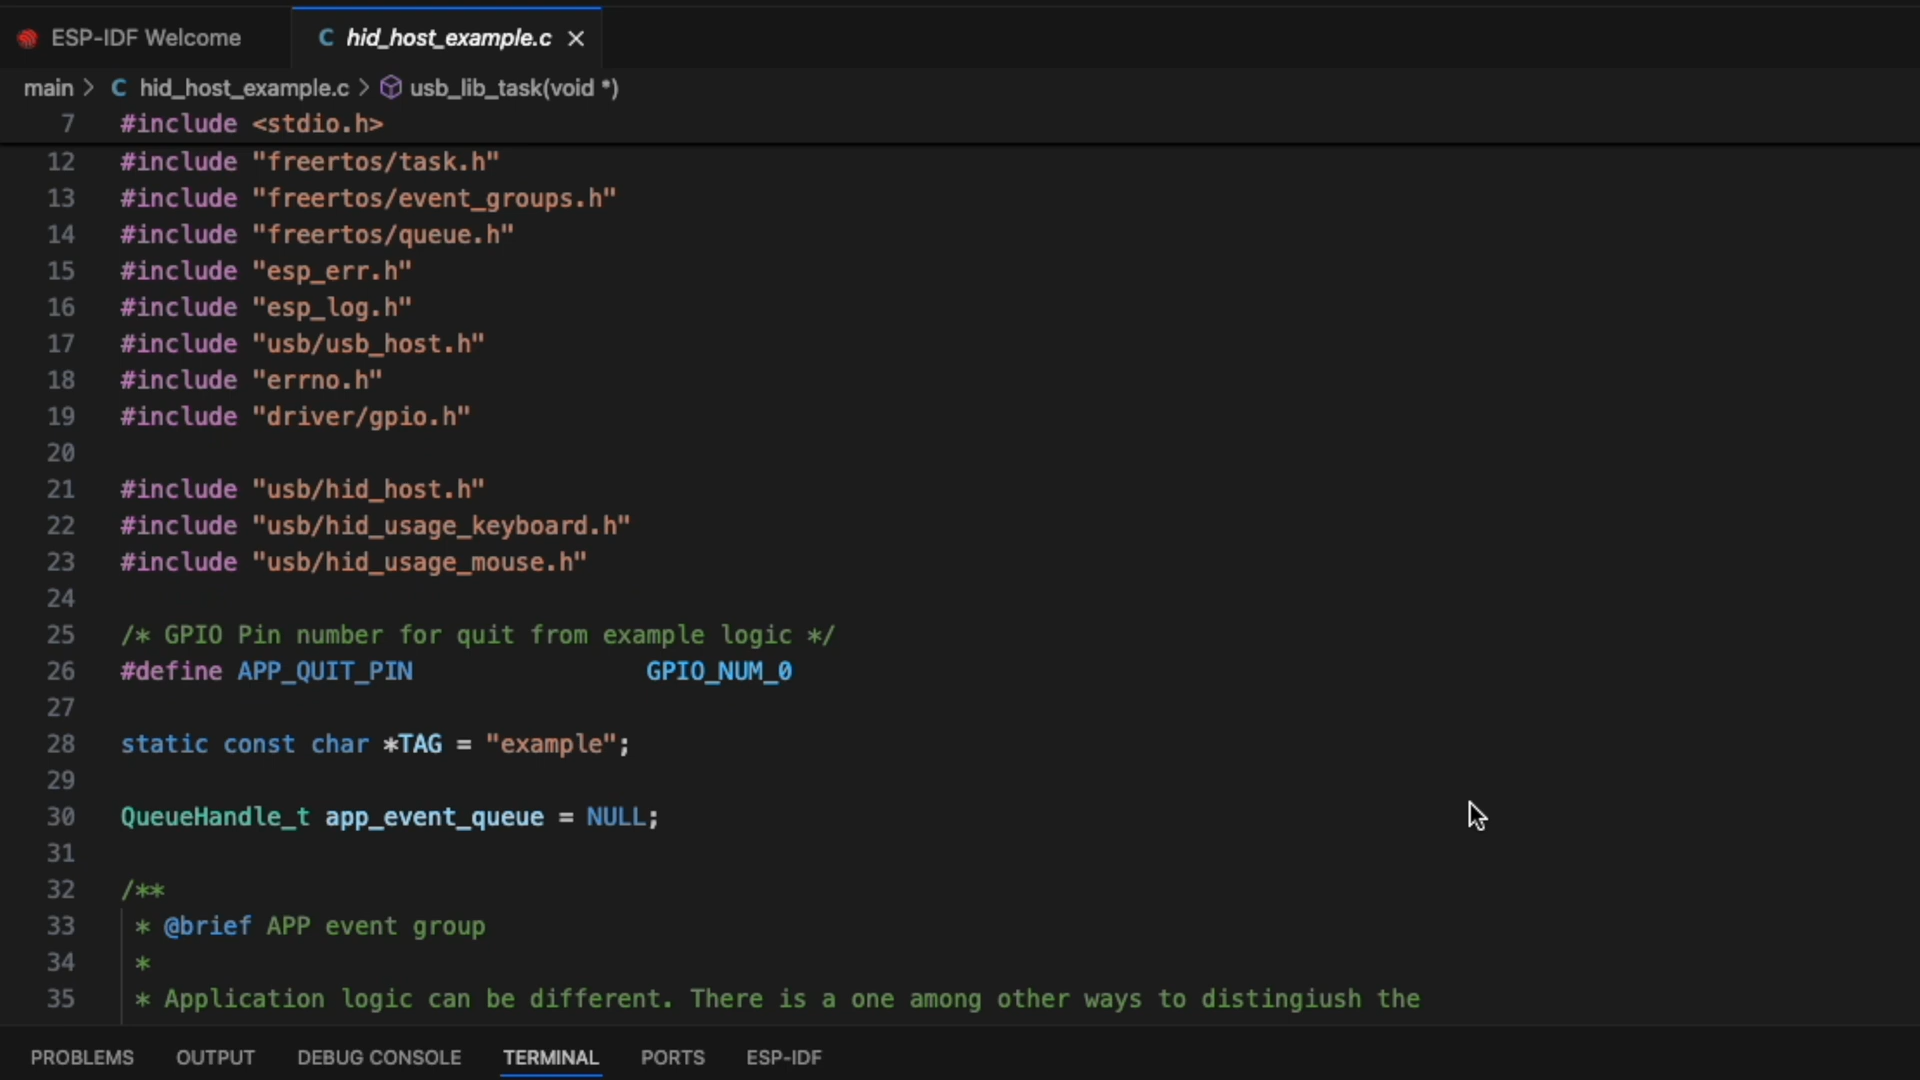 ESP-IDF Welcome
C hid_host_example.c ×
main > C hid_host_example.c > usb_lib_task(void *)
7 #include <stdio.h>
12 #include "freertos/task.h"
13 #include "freertos/event_groups.h"
14 #include "freertos/queue.h"
15 #include "esp_err.h"
16 #include "esp_log.h"
17 #include "usb/usb_host.h"
18 #include "errno.h"
19 #include "driver/gpio.h"
20
21 #include "usb/hid_host.h"
22 #include "usb/hid_usage_keyboard.h"
23 #include "usb/hid_usage_mouse.h"
24
25 /* GPIO Pin number for quit from example logic */
26 #define APP_QUIT_PIN GPIO_NUM_0
27
28 static const char *TAG = "example";
29
30 QueueHandle_t app_event_queue = NULL;
31
32 /**
33 * @brief APP event group
34 *
35 * Application logic can be different. There is a one among other ways to distingiush the
PROBLEMS OUTPUT DEBUG CONSOLE TERMINAL PORTS ESP-IDF